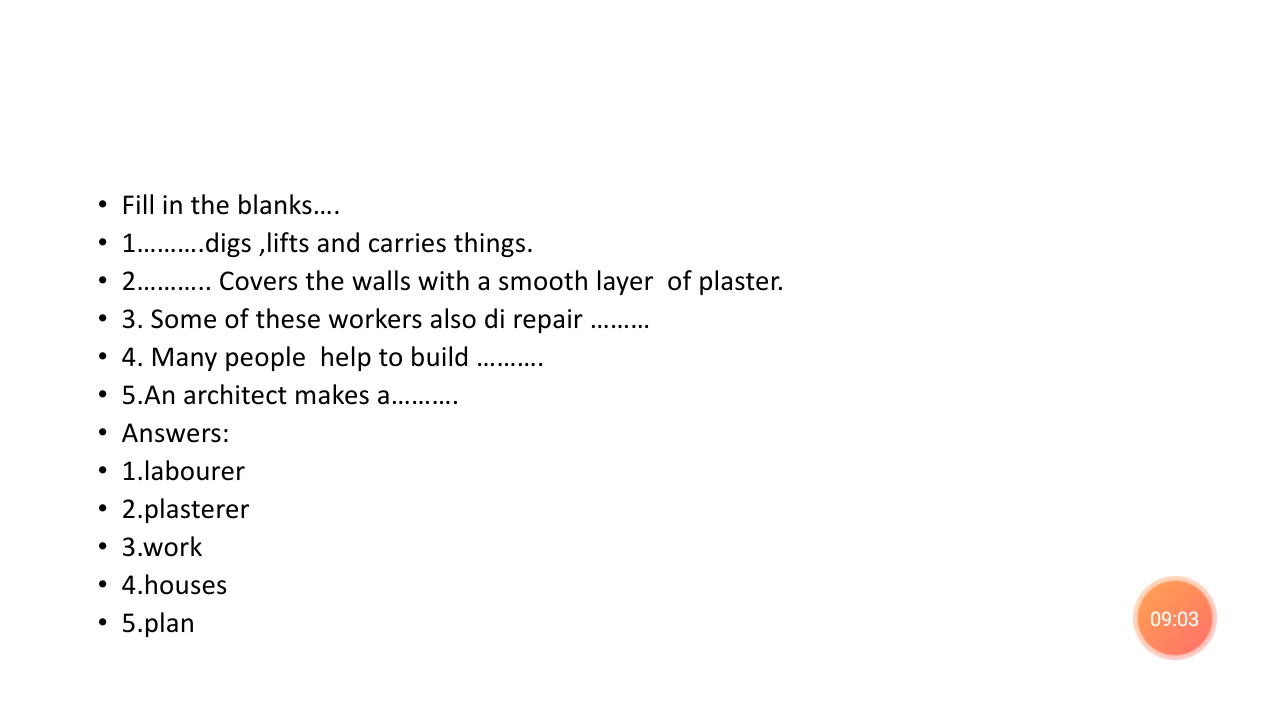 • Fill in the blanks….
• 1……….digs ,lifts and carries things.
• 2……….. Covers the walls with a smooth layer  of plaster.
• 3. Some of these workers also di repair ………
• 4. Many people  help to build ……….
• 5.An architect makes a……….
• Answers:
• 1.labourer
• 2.plasterer
• 3.work
• 4.houses
• 5.plan
09:03